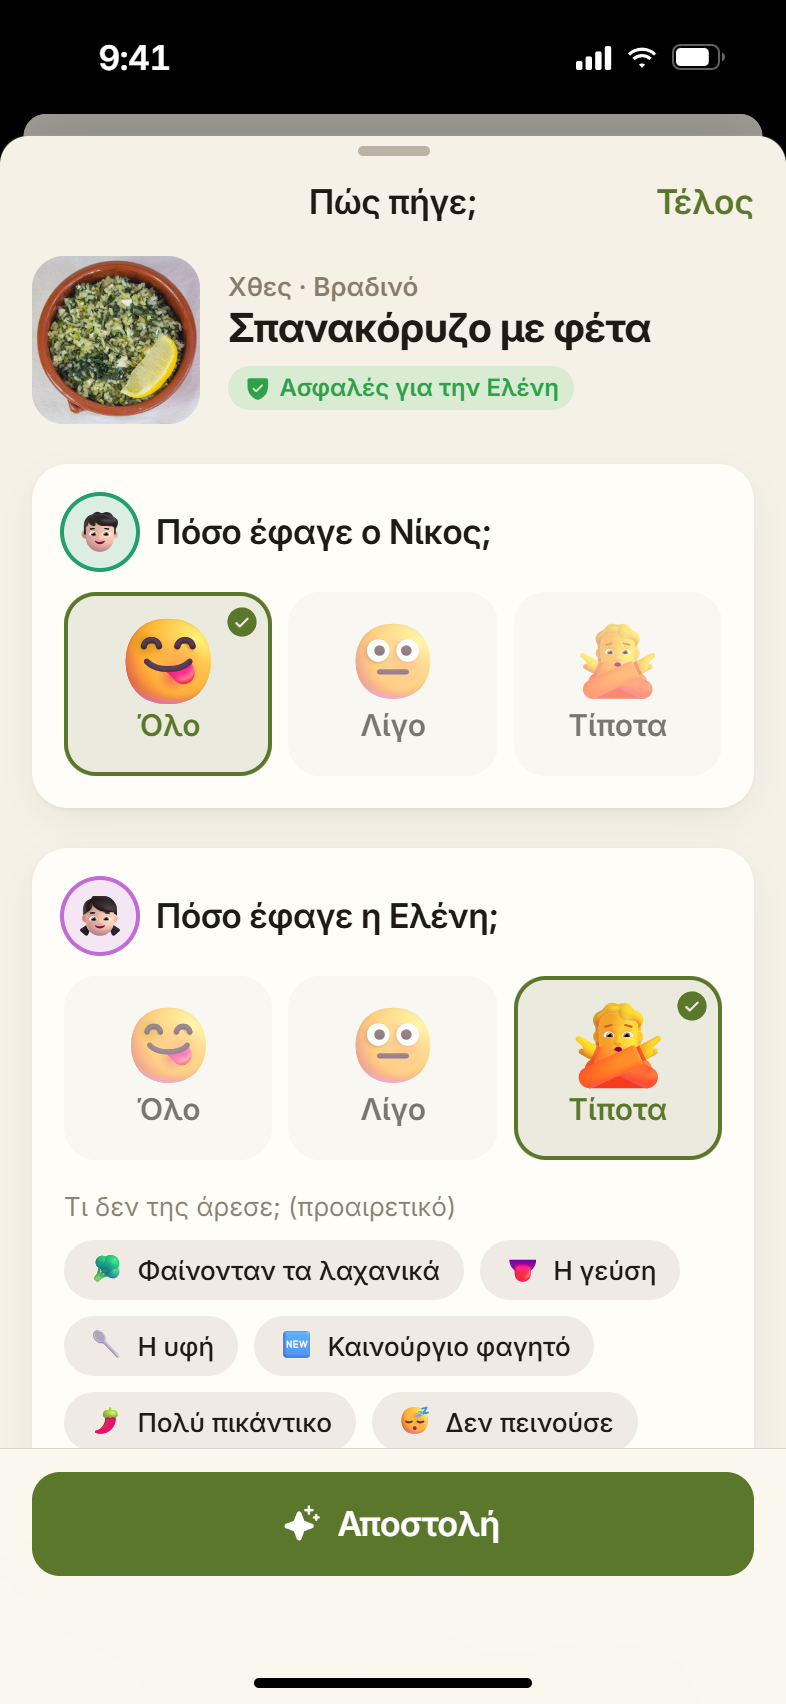 9:41
Πώς πήγε;
Τέλος
Χθες · Βραδινό
Σπανακόρυζο με φέτα
Ασφαλές για την Ελένη
Πόσο έφαγε ο Νίκος;
Όλο
Λίγο
Τίποτα
Πόσο έφαγε η Ελένη;
Όλο
Λίγο
Τίποτα
Τι δεν της άρεσε; (προαιρετικό)
Φαίνονταν τα λαχανικά
Η γεύση
Η υφή
NEW Καινούργιο φαγητό
Πολύ πικάντικο
Δεν πεινούσε
Αποστολή